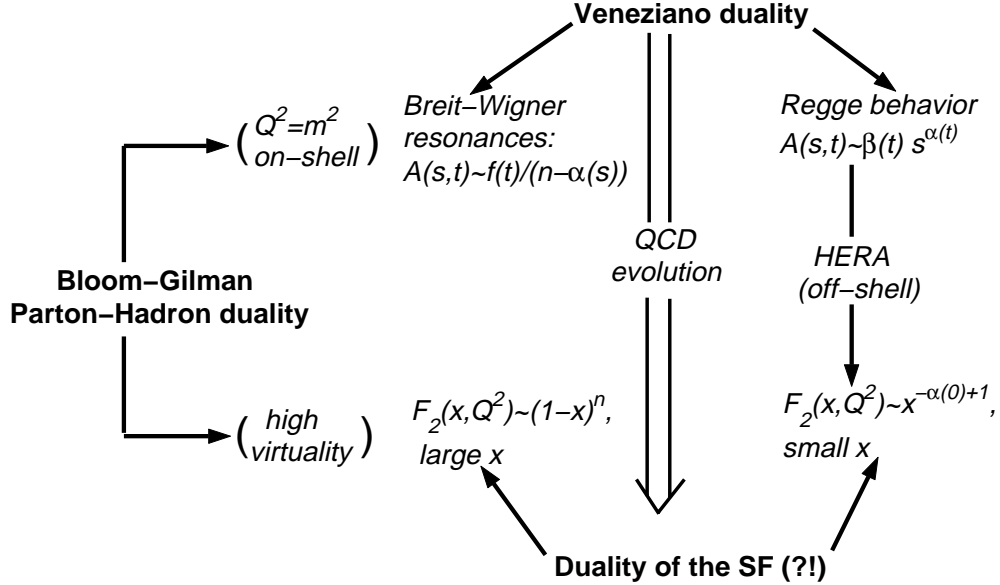 Veneziano duality
( Q²=m² on−shell )
Breit−Wigner
resonances:
A(s,t)~f(t)/(n−α(s))
Regge behavior
A(s,t)~β(t) s^α(t)
QCD
evolution
HERA
(off−shell)
Bloom−Gilman
Parton−Hadron duality
( high virtuality )
F₂(x,Q²)~(1−x)ⁿ,
large x
F₂(x,Q²)~x^−α(0)+1,
small x
Duality of the SF (?!)